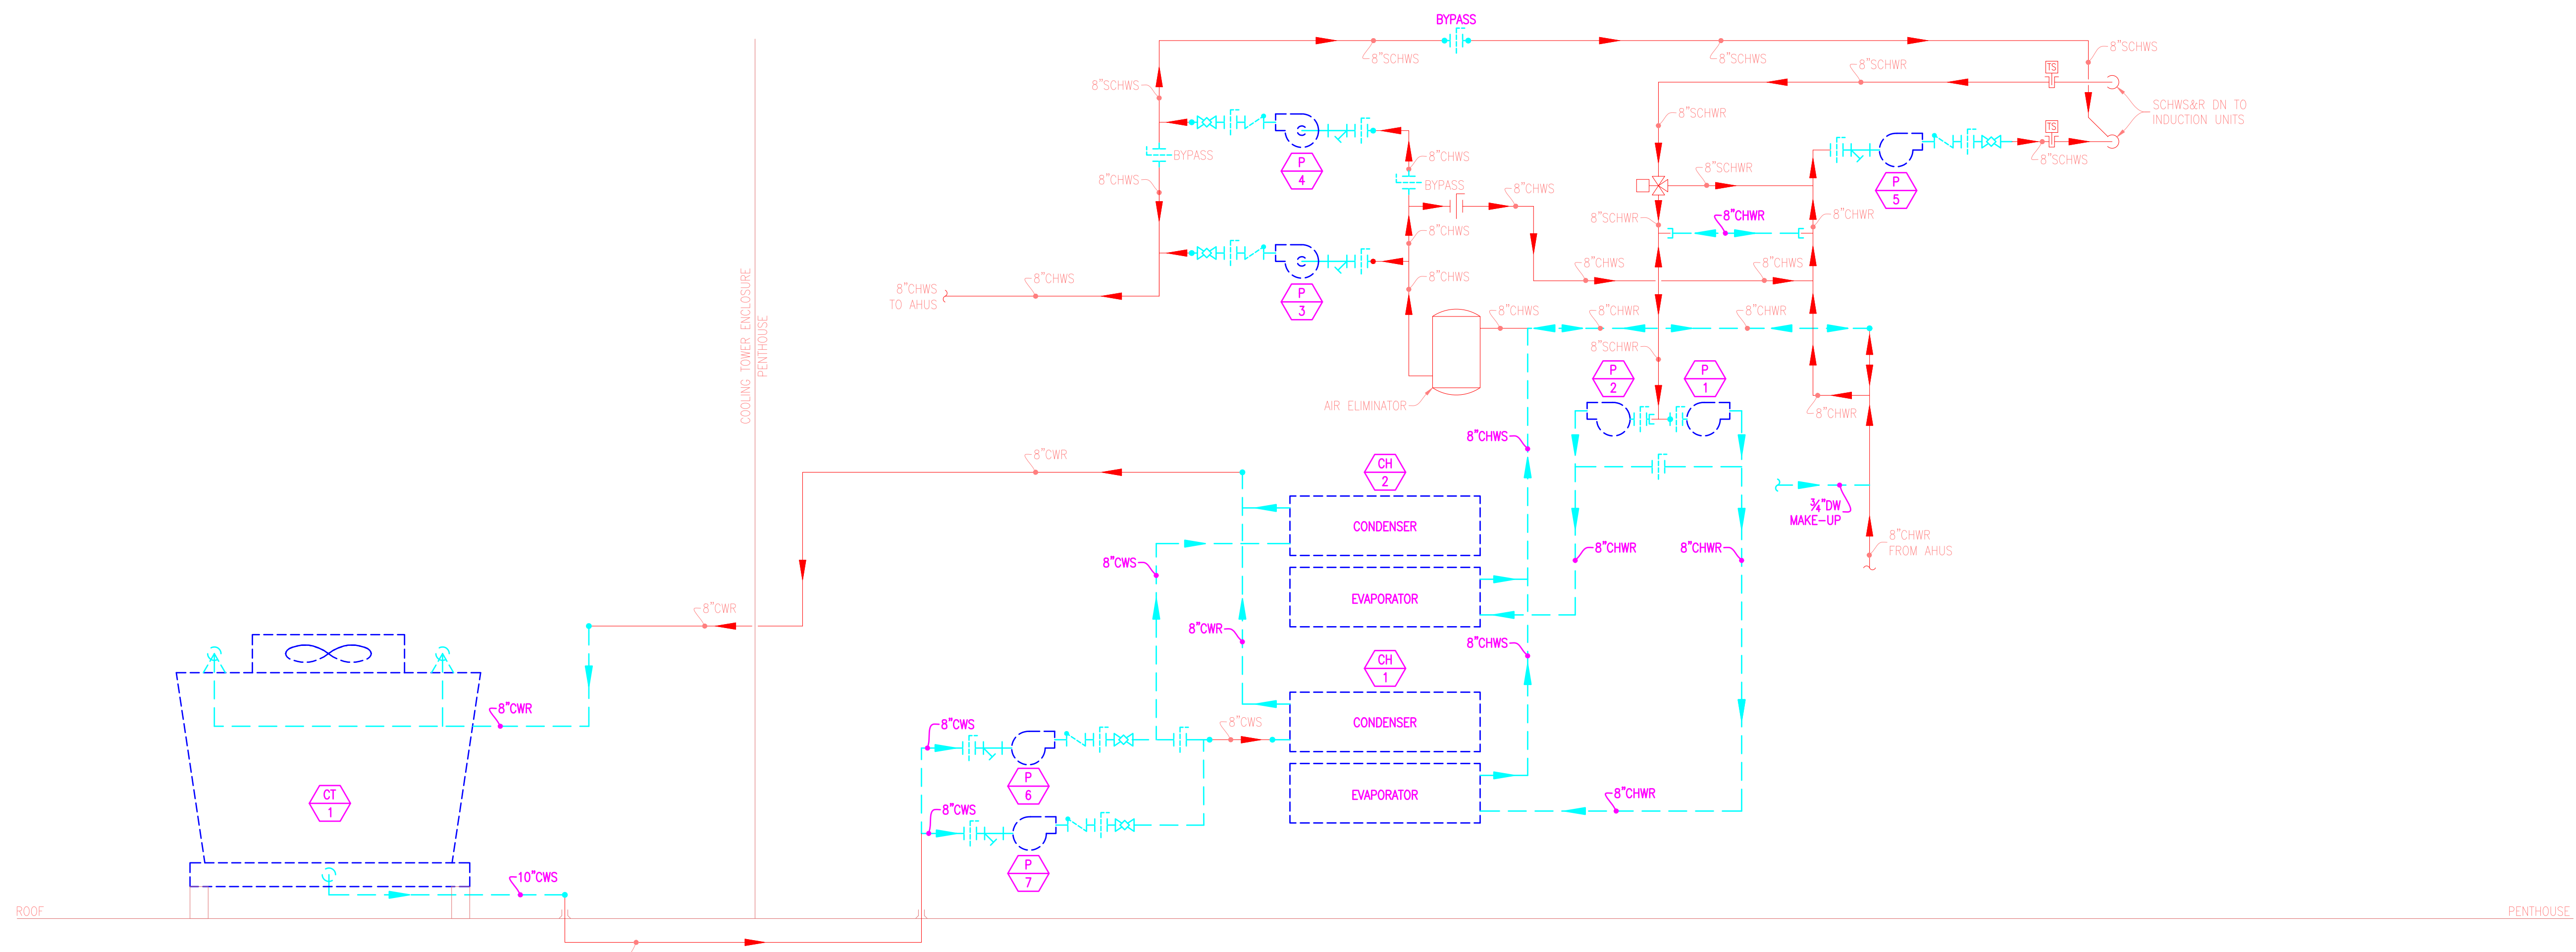 BYPASS
8"SCHWS
8"SCHWS
8"SCHWS
8"SCHWR
TS
8"SCHWS
SCHWS&R DN TO
INDUCTION UNITS
8"SCHWR
TS
8"SCHWS
BYPASS
P
4
8"CHWS
8"CHWS
BYPASS
8"CHWS
8"SCHWR
P
5
8"SCHWR
8"CHWR
8"CHWR
8"CHWS
8"CHWS
TO AHUS
8"CHWS
P
3
8"CHWS
8"CHWS
8"CHWS
COOLING TOWER ENCLOSURE
PENTHOUSE
8"CHWS
8"CHWR
8"CHWR
8"SCHWR
P
2
P
1
AIR ELIMINATOR
8"CHWR
8"CHWS
8"CWR
CH
2
¾"DW
MAKE-UP
CONDENSER
8"CHWR
FROM AHUS
8"CHWR
8"CHWR
8"CWS
EVAPORATOR
8"CWR
8"CWR
8"CHWS
CH
1
8"CWR
8"CWS
8"CWS
CONDENSER
P
6
CT
1
EVAPORATOR
8"CHWR
8"CWS
P
7
10"CWS
ROOF
PENTHOUSE